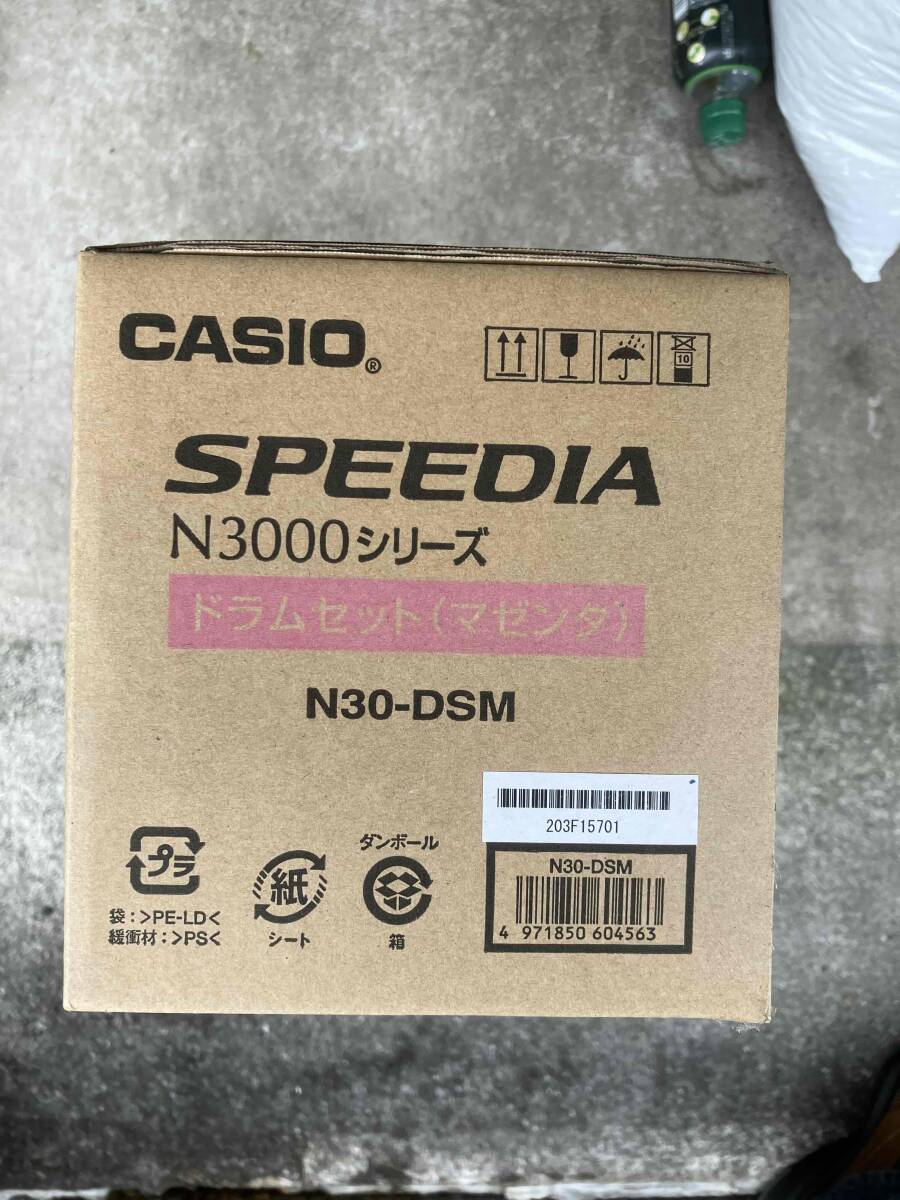 CASIO®
10
SPEEDIA
N3000シリーズ
ドラムセット(マゼンタ)
N30-DSM
203F15701
N30-DSM
4 971850 604563
プラ
袋:>PE-LD<
緩衝材:>PS<
紙
シート
ダンボール
箱